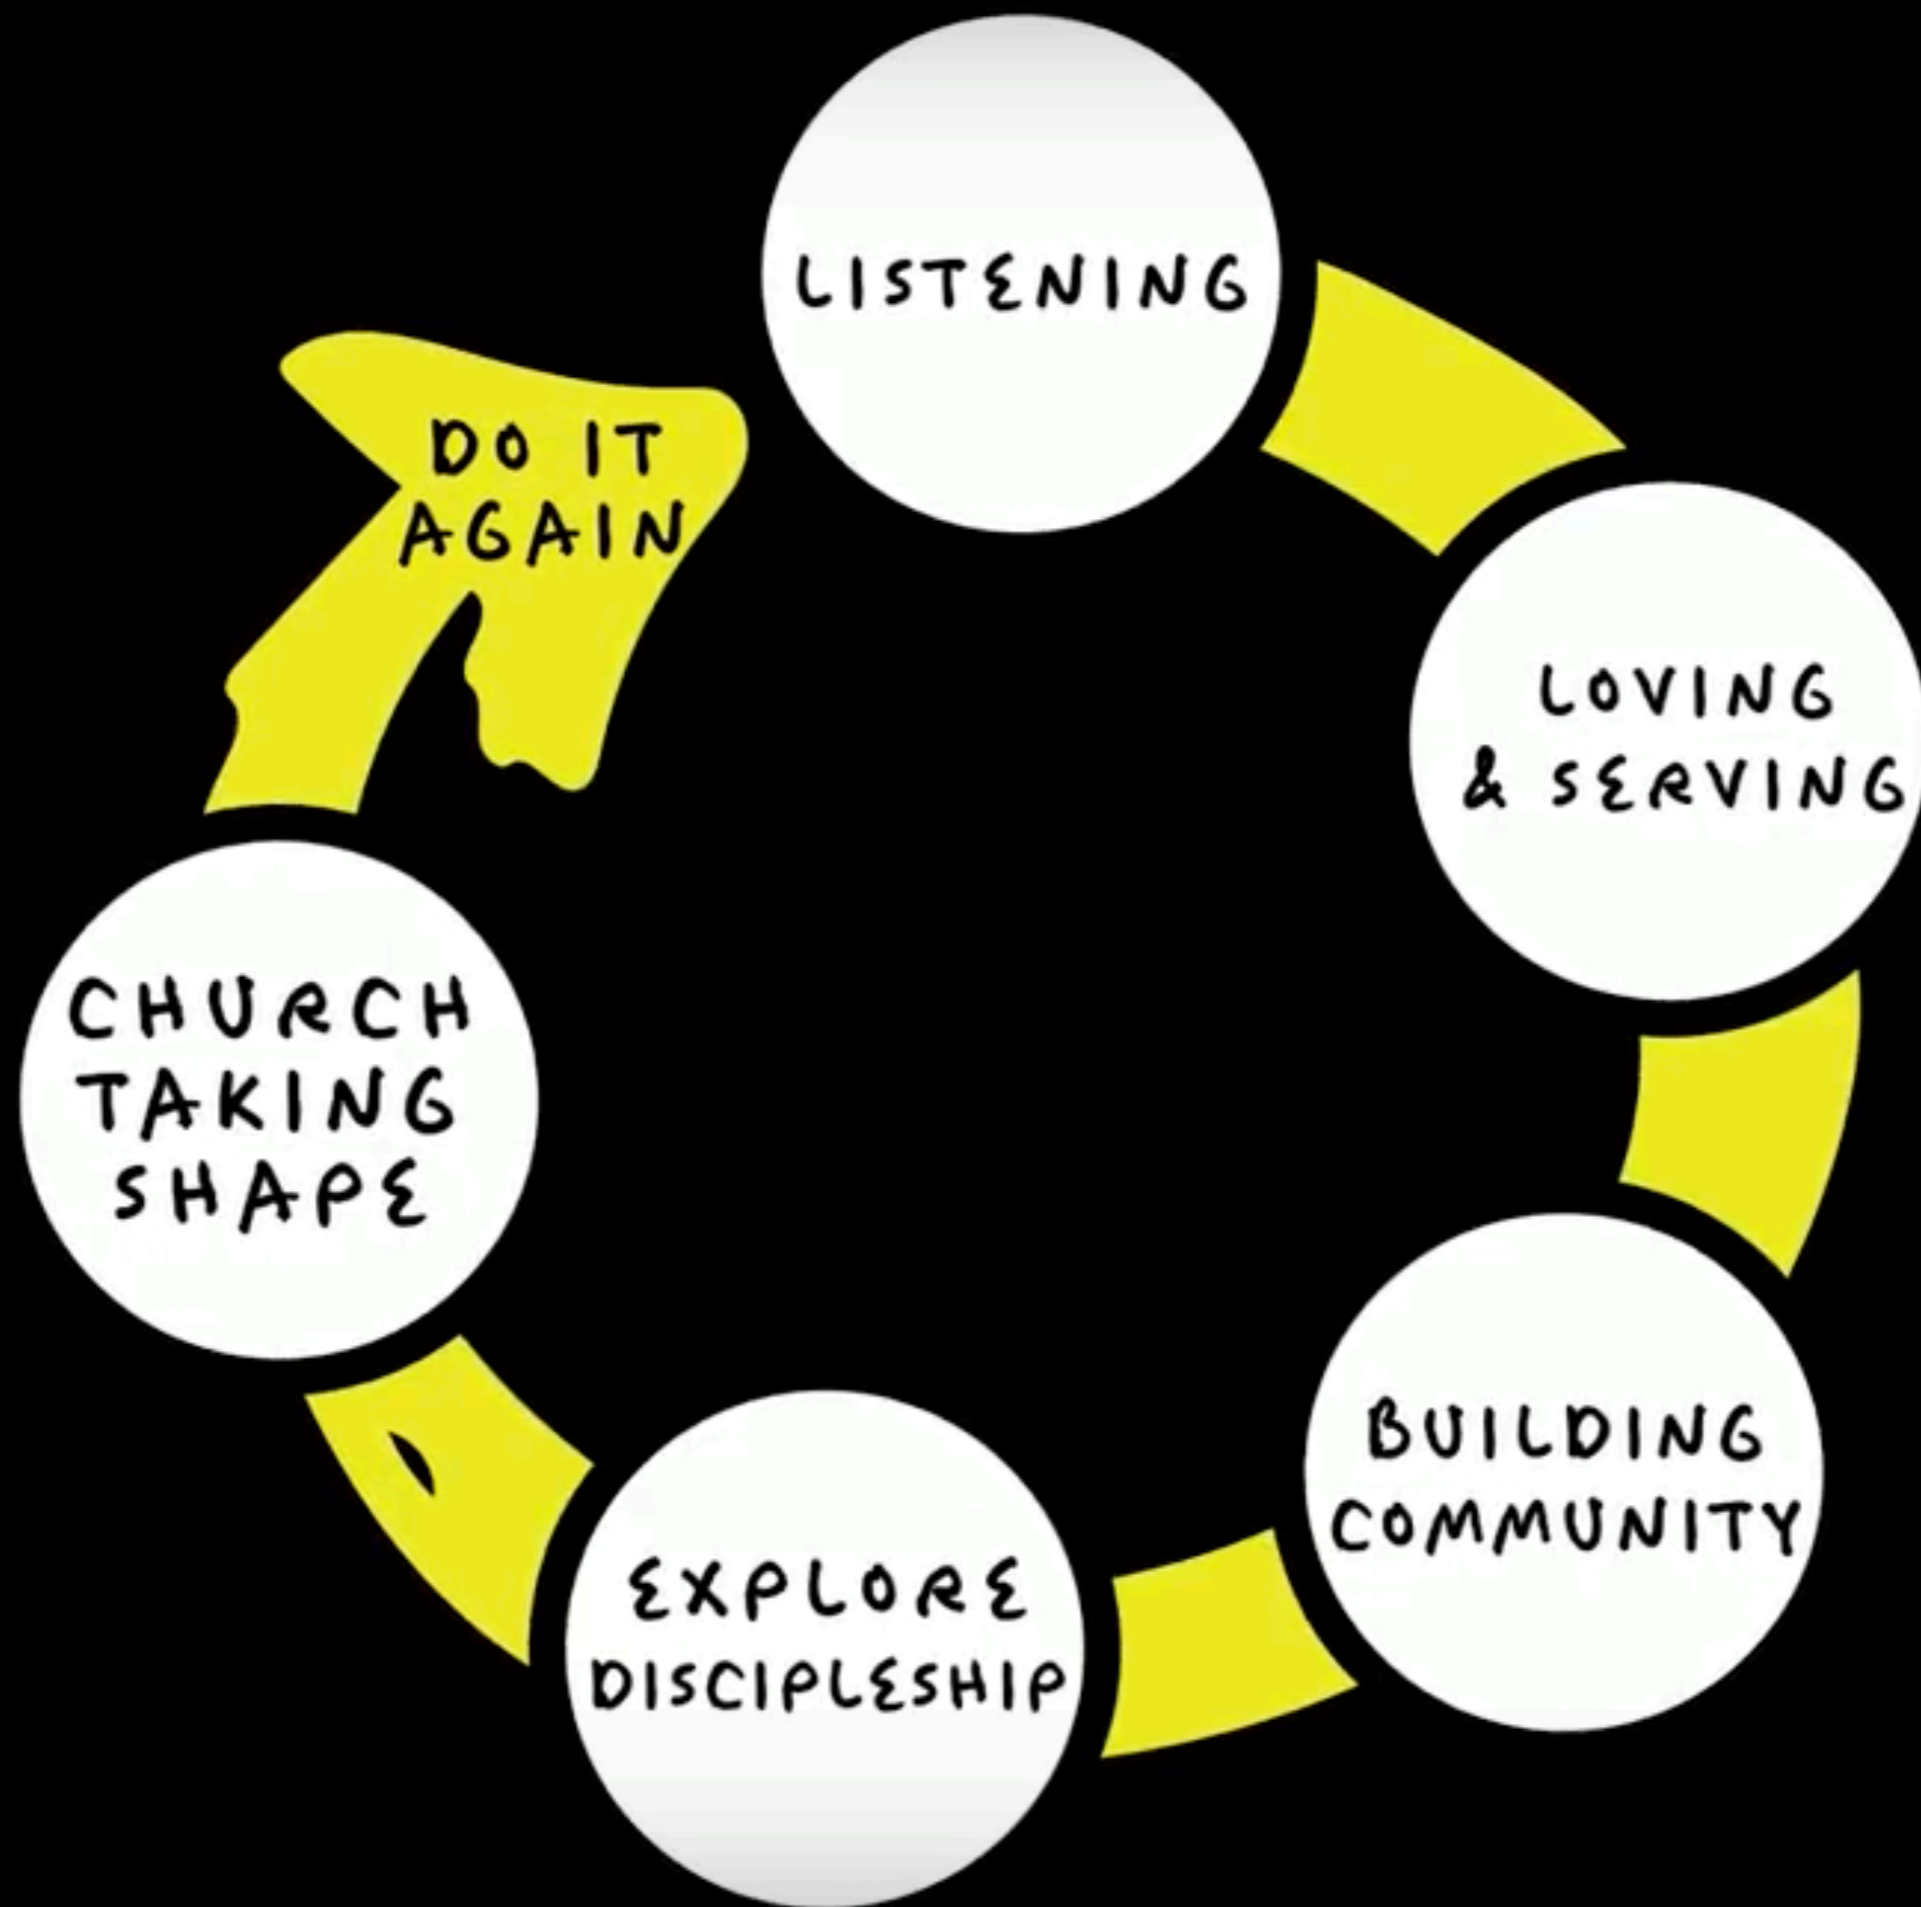 LISTENING
LOVING
& SERVING
BUILDING
COMMUNITY
EXPLORE
DISCIPLESHIP
CHURCH
TAKING
SHAPE
DO IT
AGAIN